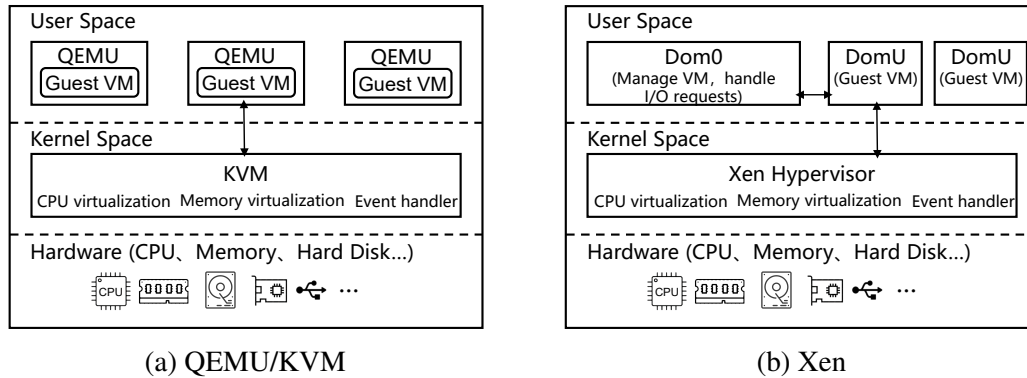 User Space
QEMU QEMU QEMU
Guest VM Guest VM Guest VM
Kernel Space
KVM
CPU virtualization Memory virtualization Event handler
Hardware (CPU、Memory、Hard Disk...)
CPU ...
(a) QEMU/KVM
User Space
Dom0 DomU DomU
(Manage VM，handle (Guest VM) (Guest VM)
I/O requests)
Kernel Space
Xen Hypervisor
CPU virtualization Memory virtualization Event handler
Hardware (CPU、Memory、Hard Disk...)
CPU ...
(b) Xen